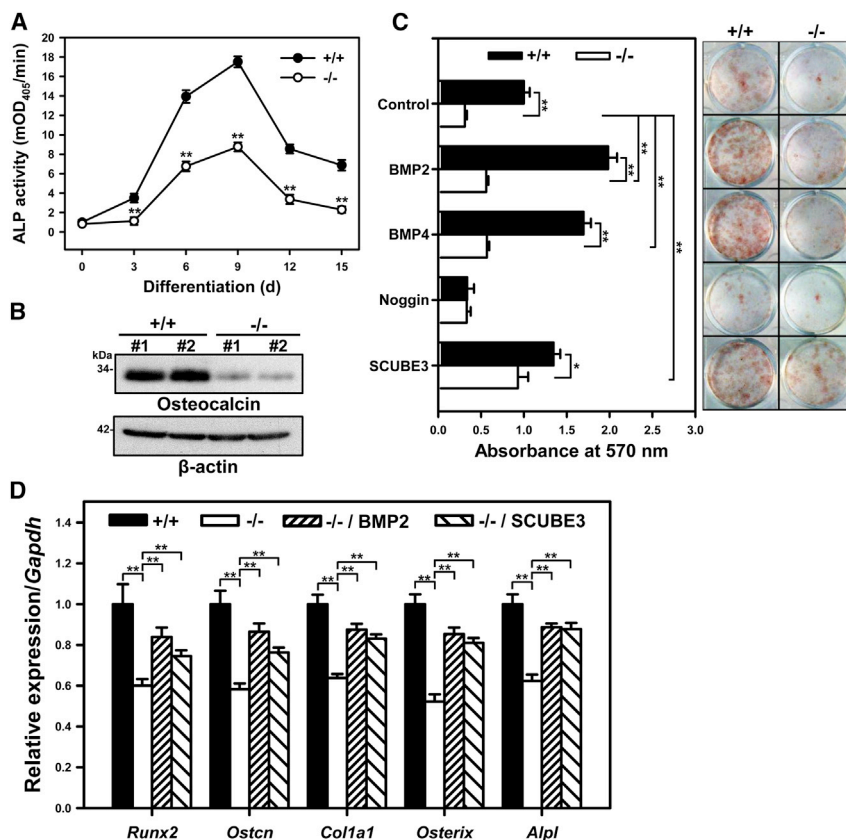 A
ALP activity (mOD405/min)
20
18
16
14
12
10
8
6
4
2
0
+/+
-/-
**
**
**
**
**
0 3 6 9 12 15
Differentiation (d)
B
+/+ -/-
#1 #2 #1 #2
kDa
34-
Osteocalcin
42-
β-actin
C
+/+ -/-
+/+ -/-
Control
BMP2
BMP4
Noggin
SCUBE3
**
**
**
*
**
**
**
0.0 0.5 1.0 1.5 2.0 2.5 3.0
Absorbance at 570 nm
D
Relative expression/Gapdh
+/+ -/- -/- / BMP2 -/- / SCUBE3
1.4
1.2
1.0
0.8
0.6
0.4
0.2
0.0
** ** ** ** **
** ** ** ** **
** ** ** ** **
Runx2 Ostcn Col1a1 Osterix Alpl